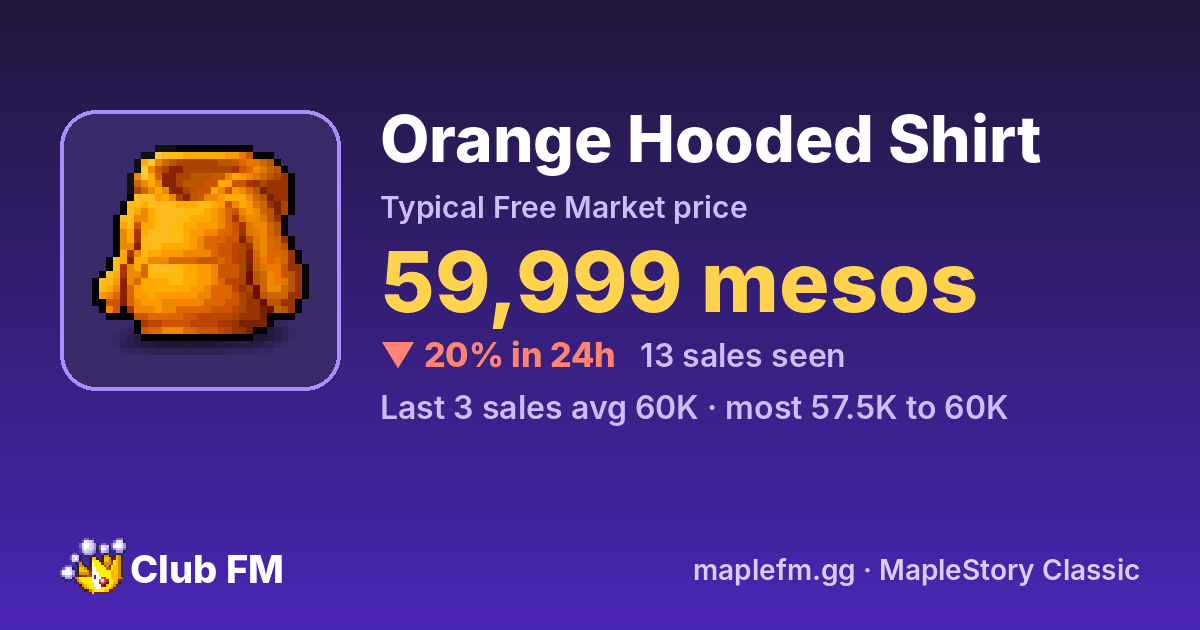 Orange Hooded Shirt
Typical Free Market price
59,999 mesos
▼ 20% in 24h 13 sales seen
Last 3 sales avg 60K · most 57.5K to 60K
Club FM
maplefm.gg · MapleStory Classic